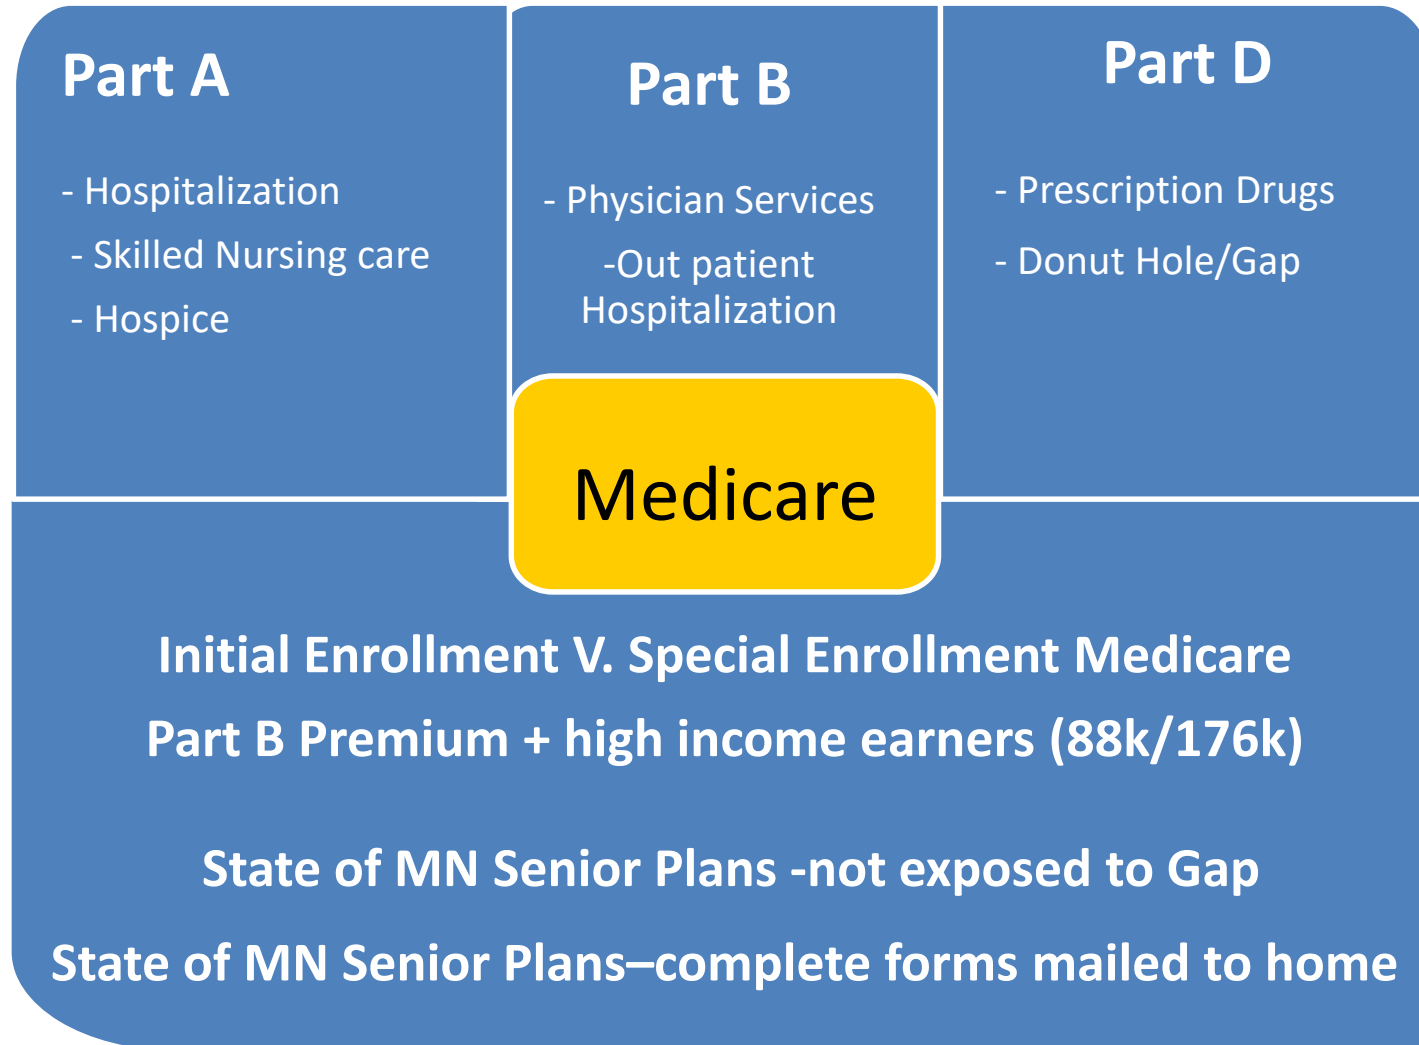 Part A
- Hospitalization
- Skilled Nursing care
- Hospice
Part B
- Physician Services
-Out patient
Hospitalization
Part D
- Prescription Drugs
- Donut Hole/Gap
Medicare
Initial Enrollment V. Special Enrollment Medicare
Part B Premium + high income earners (88k/176k)
State of MN Senior Plans -not exposed to Gap
State of MN Senior Plans–complete forms mailed to home